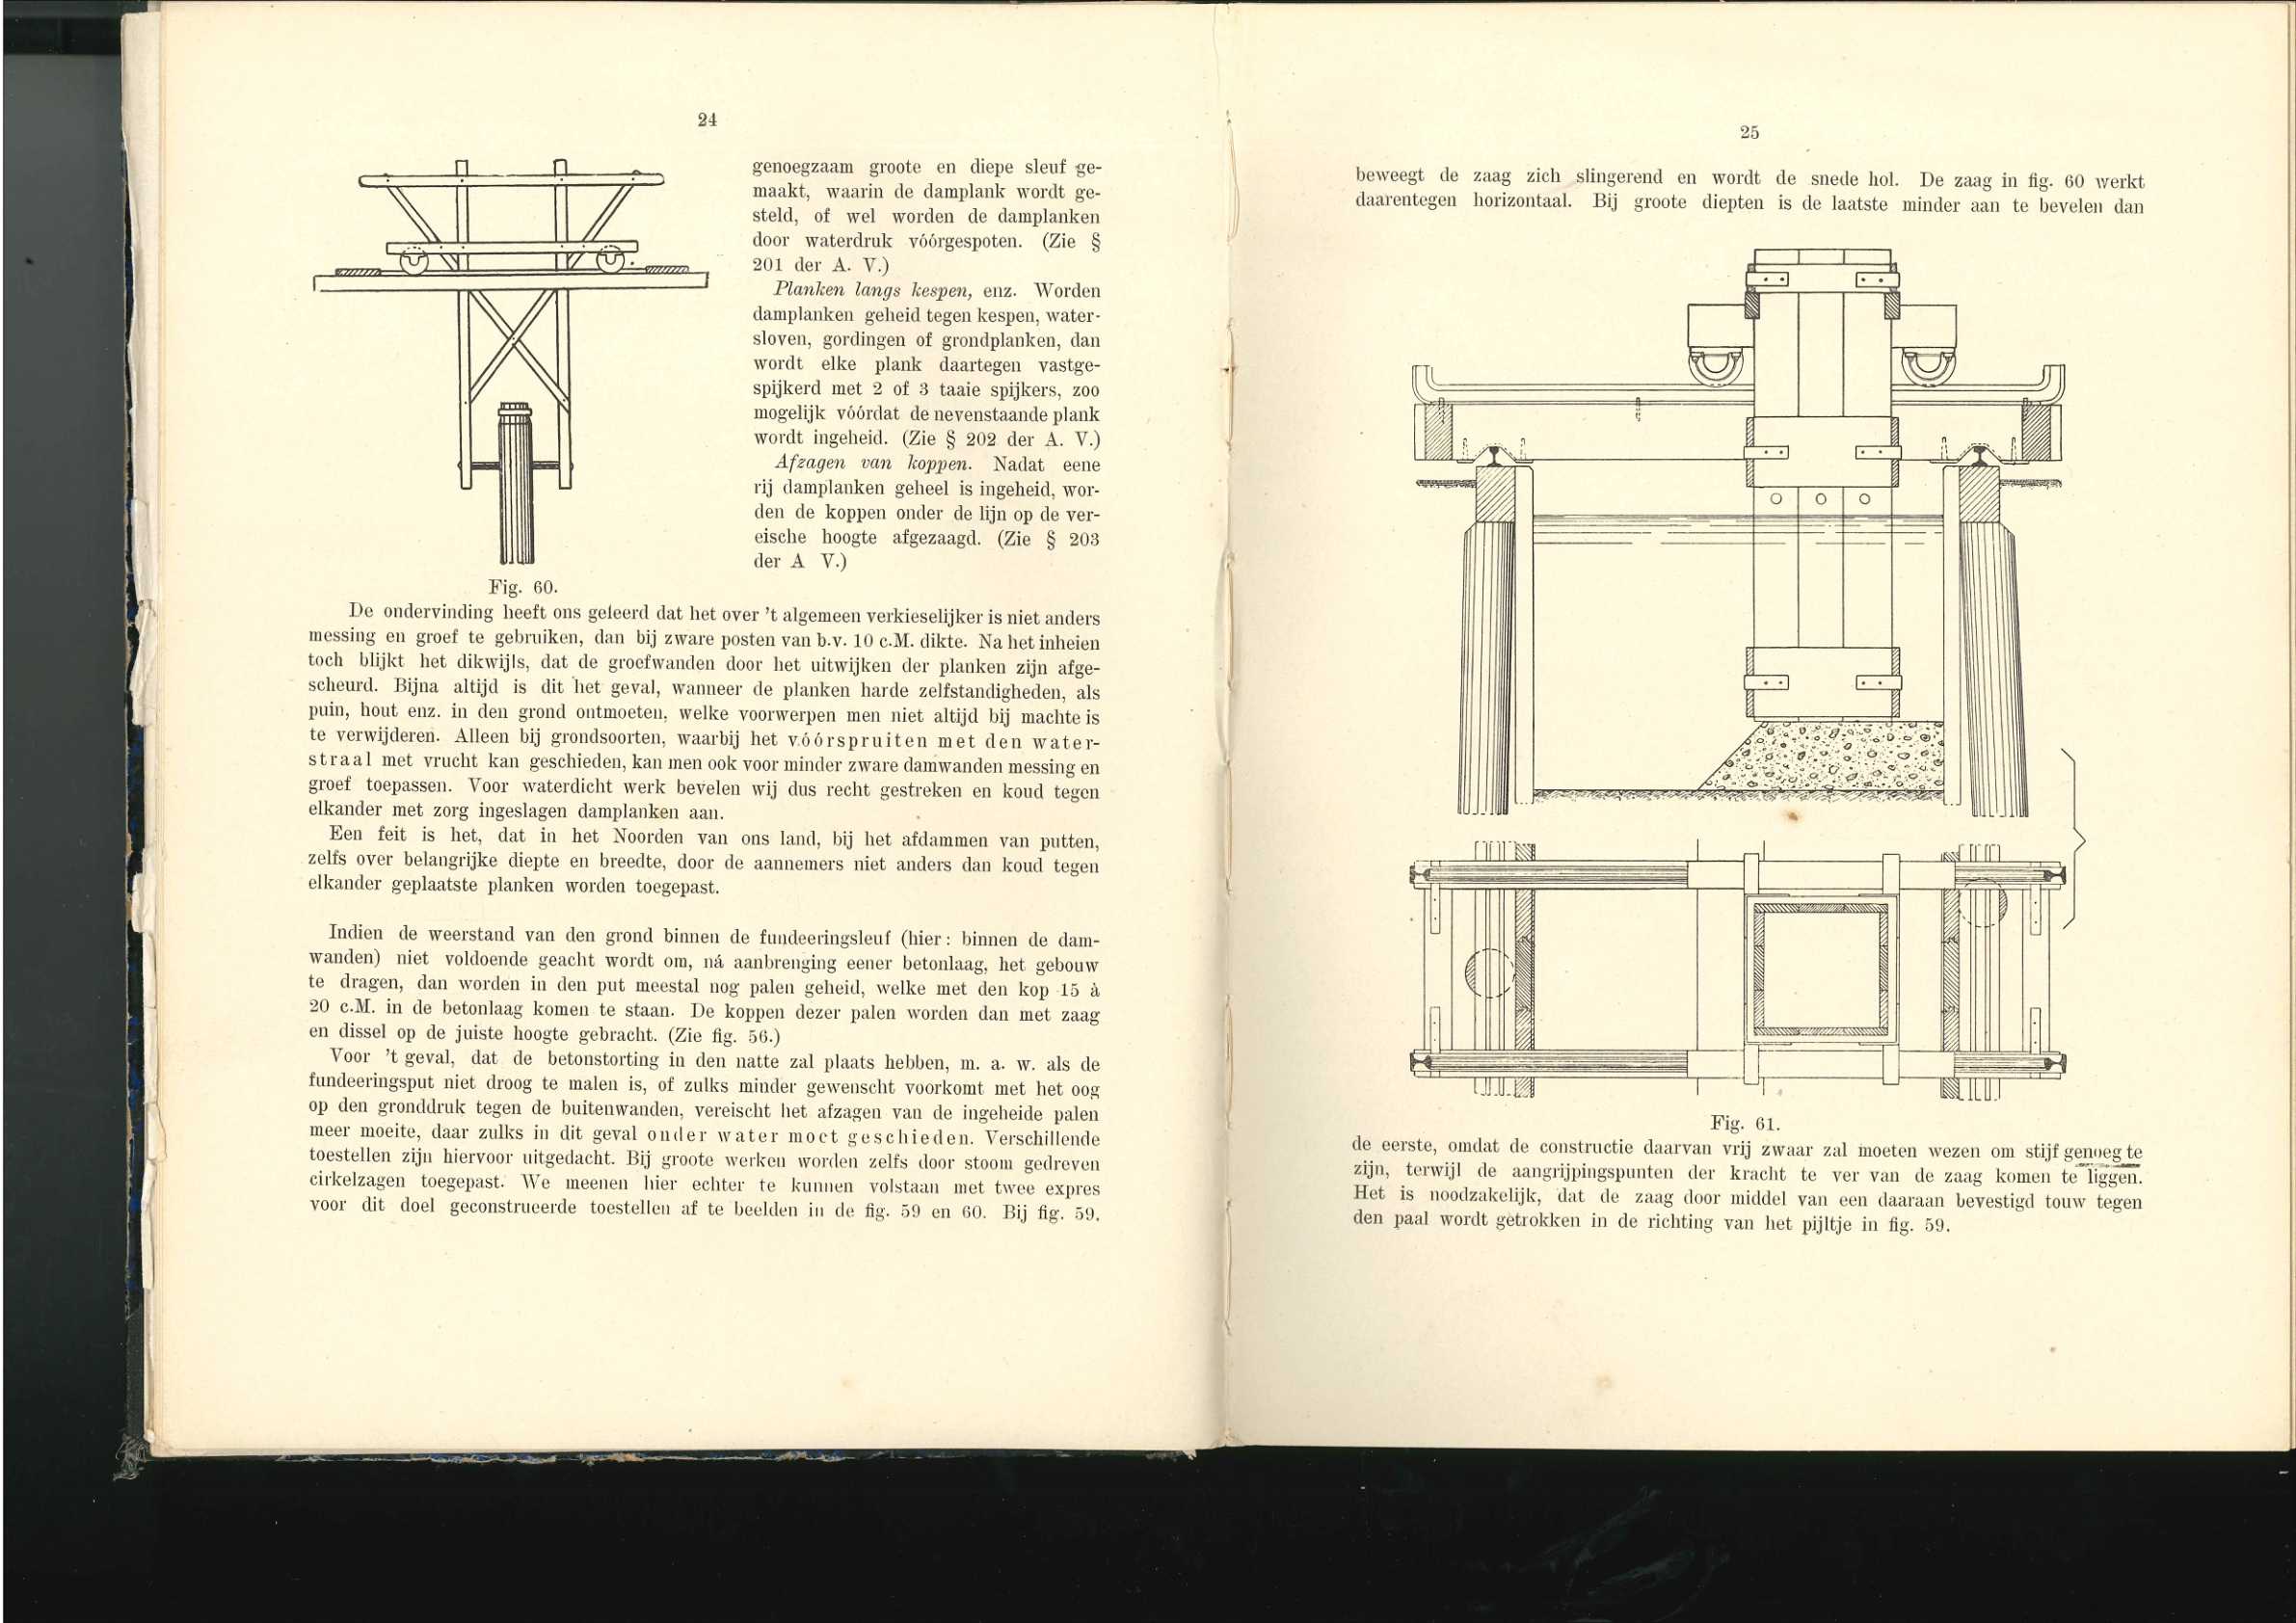 24
genoegzaam groote en diepe sleuf ge-
maakt, waarin de damplank wordt ge-
steld, of wel worden de damplanken
door waterdruk vóórgespoten. (Zie §
201 der A. V.)
Planken langs kespen, enz. Worden
damplanken geheid tegen kespen, water-
sloven, gordingen of grondplanken, dan
wordt elke plank daartegen vastge-
spijkerd met 2 of 3 taaie spijkers, zoo
mogelijk vóórdat de nevenstaande plank
wordt ingeheid. (Zie § 202 der A. V.)
Afzagen van koppen. Nadat eene
rij damplanken geheel is ingeheid, wor-
den de koppen onder de lijn op de ver-
eische hoogte afgezaagd. (Zie § 203
der A V.)
Fig. 60.
De ondervinding heeft ons geleerd dat het over 't algemeen verkieselijker is niet anders
messing en groef te gebruiken, dan bij zware posten van b.v. 10 c.M. dikte. Na het inheien
toch blijkt het dikwijls, dat de groefwanden door het uitwijken der planken zijn afge-
scheurd. Bijna altijd is dit het geval, wanneer de planken harde zelfstandigheden, als
puin, hout enz. in den grond ontmoeten, welke voorwerpen men niet altijd bij machte is
te verwijderen. Alleen bij grondsoorten, waarbij het vóórspruiten met den water-
straal met vrucht kan geschieden, kan men ook voor minder zware damwanden messing en
groef toepassen. Voor waterdicht werk bevelen wij dus recht gestreken en koud tegen
elkander met zorg ingeslagen damplanken aan.
Een feit is het, dat in het Noorden van ons land, bij het afdammen van putten,
zelfs over belangrijke diepte en breedte, door de aannemers niet anders dan koud tegen
elkander geplaatste planken worden toegepast.
Indien de weerstand van den grond binnen de fundeeringsleuf (hier: binnen de dam-
wanden) niet voldoende geacht wordt om, ná aanbrenging eener betonlaag, het gebouw
te dragen, dan worden in den put meestal nog palen geheid, welke met den kop 15 à
20 c.M. in de betonlaag komen te staan. De koppen dezer palen worden dan met zaag
en dissel op de juiste hoogte gebracht. (Zie fig. 56.)
Voor 't geval, dat de betonstorting in den natte zal plaats hebben, m. a. w. als de
fundeeringsput niet droog te malen is, of zulks minder gewenscht voorkomt met het oog
op den gronddruk tegen de buitenwanden, vereischt het afzagen van de ingeheide palen
meer moeite, daar zulks in dit geval onder water moet geschieden. Verschillende
toestellen zijn hiervoor uitgedacht. Bij groote werken worden zelfs door stoom gedreven
cirkelzagen toegepast. We meenen hier echter te kunnen volstaan met twee expres
voor dit doel geconstrueerde toestellen af te beelden in de fig. 59 en 60. Bij fig. 59,
25
beweegt de zaag zich slingerend en wordt de snede hol. De zaag in fig. 60 werkt
daarentegen horizontaal. Bij groote diepten is de laatste minder aan te bevelen dan
Fig. 61.
de eerste, omdat de constructie daarvan vrij zwaar zal moeten wezen om stijf genoeg te
zijn, terwijl de aangrijpingspunten der kracht te ver van de zaag komen te liggen.
Het is noodzakelijk, dat de zaag door middel van een daaraan bevestigd touw tegen
den paal wordt getrokken in de richting van het pijltje in fig. 59.